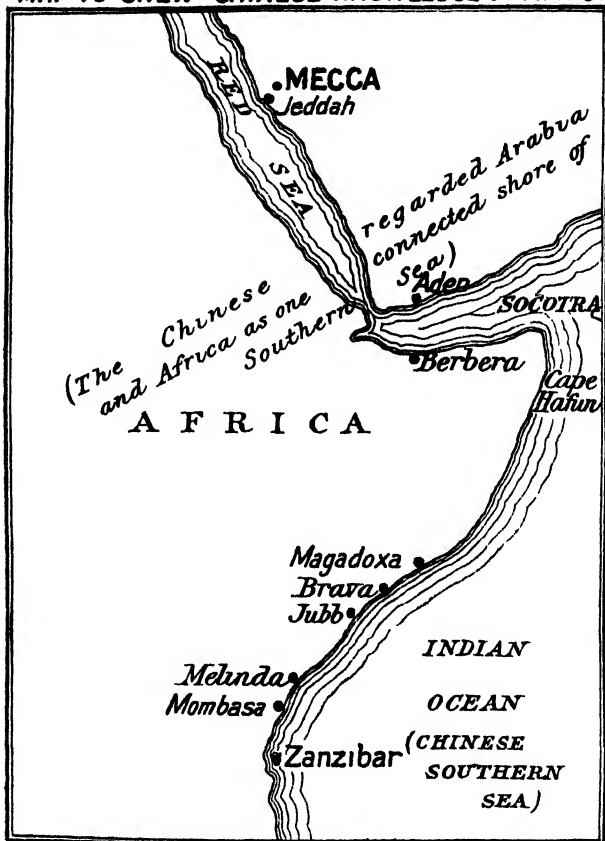 RED
SEA
MECCA
Jeddah
(The Chinese regarded Arabia
and Africa as one connected shore of
Southern Sea)
Aden
SOCOTRA
Berbera
Cape
Hafun
AFRICA
Magadoxa
Brava
Jubb
Melinda
Mombasa
Zanzibar
INDIAN
OCEAN
(CHINESE
SOUTHERN
SEA)